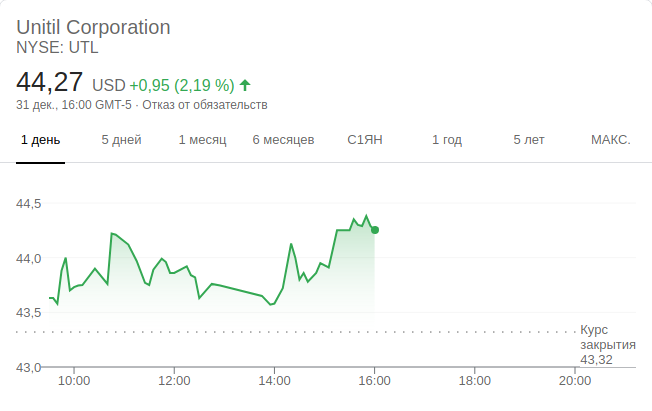 Unitil Corporation
NYSE: UTL
44,27 USD +0,95 (2,19 %)
31 дек., 16:00 GMT-5 · Отказ от обязательств
1 день 5 дней 1 месяц 6 месяцев С1ЯН 1 год 5 лет МАКС.
44,5
44,0
43,5
Курс
закрытия
43,32
43,0
10:00 12:00 14:00 16:00 18:00 20:00